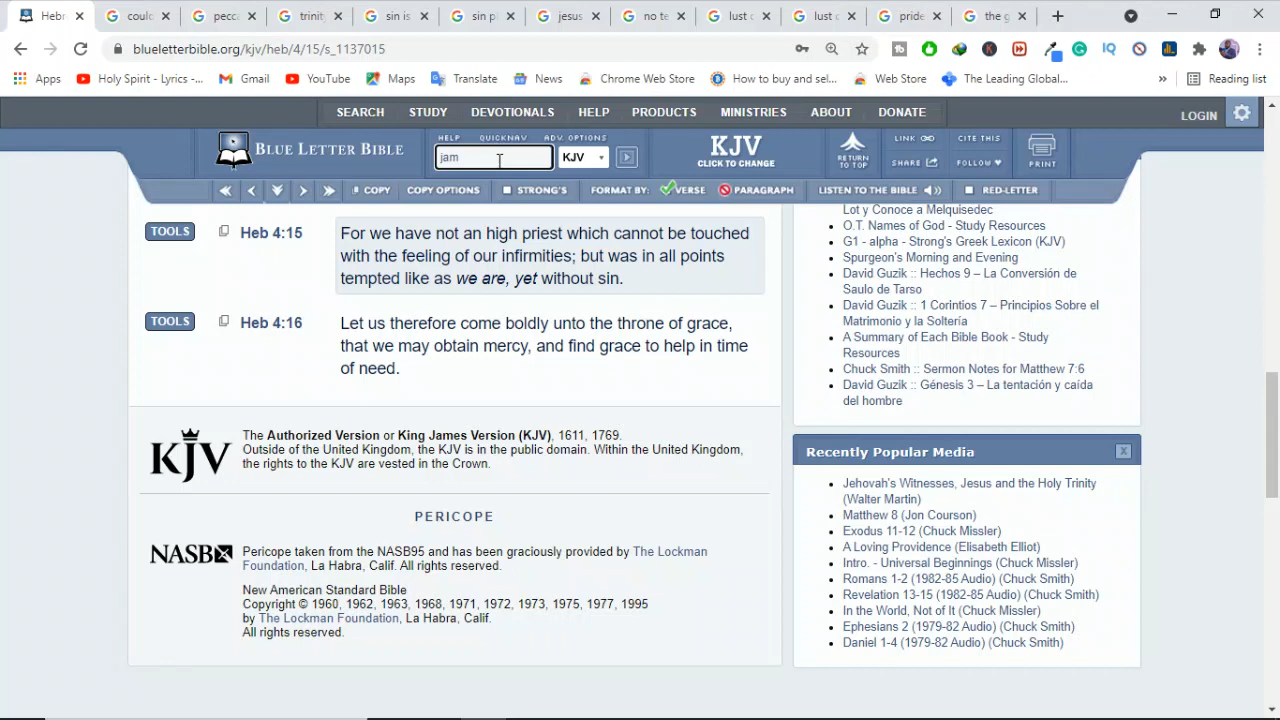 Hebr
could
pecca
trinity
sin is
sin p
jesus
no te
lust c
lust c
pride
the g
blueletterbible.org/kjv/heb/4/15/s_1137015
Apps
Holy Spirit - Lyrics -...
Gmail
YouTube
Maps
Translate
News
Chrome Web Store
How to buy and sel...
Web Store
The Leading Global...
»
Reading list
SEARCH
STUDY
DEVOTIONALS
HELP
PRODUCTS
MINISTRIES
ABOUT
DONATE
LOGIN
BLUE LETTER BIBLE
HELP QUICKNAV ADV. OPTIONS
jam
KJV
KJV
CLICK TO CHANGE
RETURN
TO TOP
LINK
CITE THIS
SHARE
FOLLOW
PRINT
COPY
COPY OPTIONS
STRONG'S
FORMAT BY:
VERSE
PARAGRAPH
LISTEN TO THE BIBLE
RED-LETTER
TOOLS
Heb 4:15
For we have not an high priest which cannot be touched
with the feeling of our infirmities; but was in all points
tempted like as we are, yet without sin.
TOOLS
Heb 4:16
Let us therefore come boldly unto the throne of grace,
that we may obtain mercy, and find grace to help in time
of need.
KJV
The Authorized Version or King James Version (KJV), 1611, 1769.
Outside of the United Kingdom, the KJV is in the public domain. Within the United Kingdom,
the rights to the KJV are vested in the Crown.
PERICOPE
NASB
Pericope taken from the NASB95 and has been graciously provided by The Lockman
Foundation, La Habra, Calif. All rights reserved.
New American Standard Bible
Copyright © 1960, 1962, 1963, 1968, 1971, 1972, 1973, 1975, 1977, 1995
by The Lockman Foundation, La Habra, Calif.
All rights reserved.
Lot y Conoce a Melquisedec
O.T. Names of God - Study Resources
G1 - alpha - Strong's Greek Lexicon (KJV)
Spurgeon's Morning and Evening
David Guzik :: Hechos 9 – La Conversión de
Saulo de Tarso
David Guzik :: 1 Corintios 7 – Principios Sobre el
Matrimonio y la Soltería
A Summary of Each Bible Book - Study
Resources
Chuck Smith :: Sermon Notes for Matthew 7:6
David Guzik :: Génesis 3 – La tentación y caída
del hombre
Recently Popular Media
X
Jehovah's Witnesses, Jesus and the Holy Trinity
(Walter Martin)
Matthew 8 (Jon Courson)
Exodus 11-12 (Chuck Missler)
A Loving Providence (Elisabeth Elliot)
Intro. - Universal Beginnings (Chuck Missler)
Romans 1-2 (1982-85 Audio) (Chuck Smith)
Revelation 13-15 (1982-85 Audio) (Chuck Smith)
In the World, Not of It (Chuck Missler)
Ephesians 2 (1979-82 Audio) (Chuck Smith)
Daniel 1-4 (1979-82 Audio) (Chuck Smith)